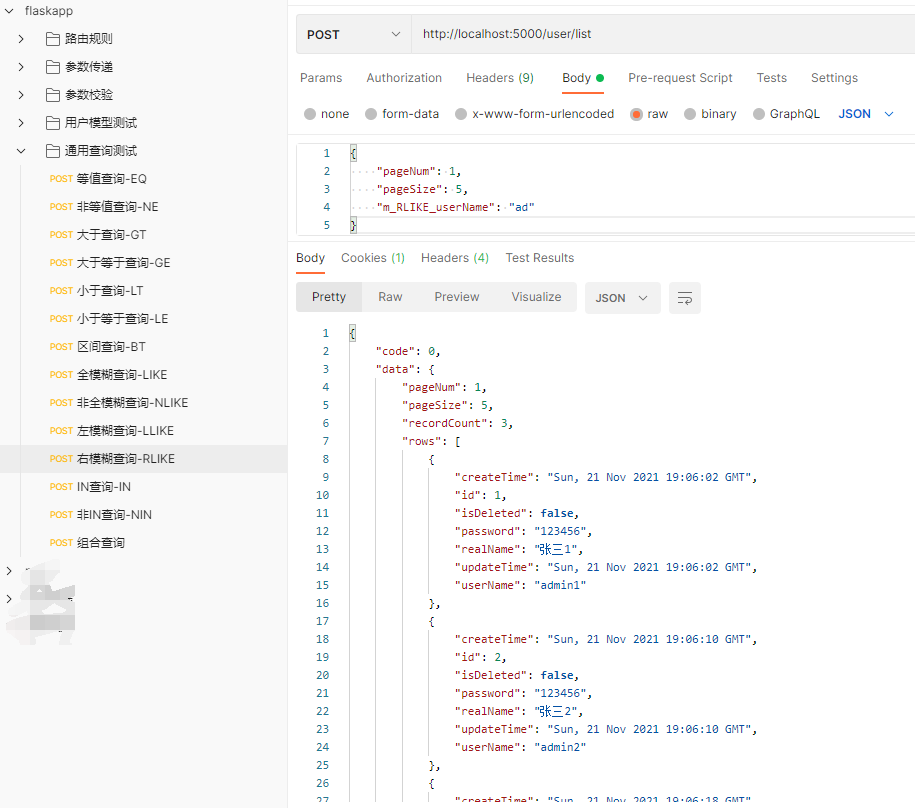 flaskapp
路由规则
参数传递
参数校验
用户模型测试
通用查询测试
POST 等值查询-EQ
POST 非等值查询-NE
POST 大于查询-GT
POST 大于等于查询-GE
POST 小于查询-LT
POST 小于等于查询-LE
POST 区间查询-BT
POST 全模糊查询-LIKE
POST 非全模糊查询-NLIKE
POST 左模糊查询-LLIKE
POST 右模糊查询-RLIKE
POST IN查询-IN
POST 非IN查询-NIN
POST 组合查询
POST http://localhost:5000/user/list
Params Authorization Headers (9) Body Pre-request Script Tests Settings
none form-data x-www-form-urlencoded raw binary GraphQL JSON
1 {
2 "pageNum": 1,
3 "pageSize": 5,
4 "m_RLIKE_userName": "ad"
5 }
Body Cookies (1) Headers (4) Test Results
Pretty Raw Preview Visualize JSON
1 {
2 "code": 0,
3 "data": {
4 "pageNum": 1,
5 "pageSize": 5,
6 "recordCount": 3,
7 "rows": [
8 {
9 "createTime": "Sun, 21 Nov 2021 19:06:02 GMT",
10 "id": 1,
11 "isDeleted": false,
12 "password": "123456",
13 "realName": "张三1",
14 "updateTime": "Sun, 21 Nov 2021 19:06:02 GMT",
15 "userName": "admin1"
16 },
17 {
18 "createTime": "Sun, 21 Nov 2021 19:06:10 GMT",
19 "id": 2,
20 "isDeleted": false,
21 "password": "123456",
22 "realName": "张三2",
23 "updateTime": "Sun, 21 Nov 2021 19:06:10 GMT",
24 "userName": "admin2"
25 },
26 {
27 "createTime": "Sun, 21 Nov 2021 19:06:18 GMT",